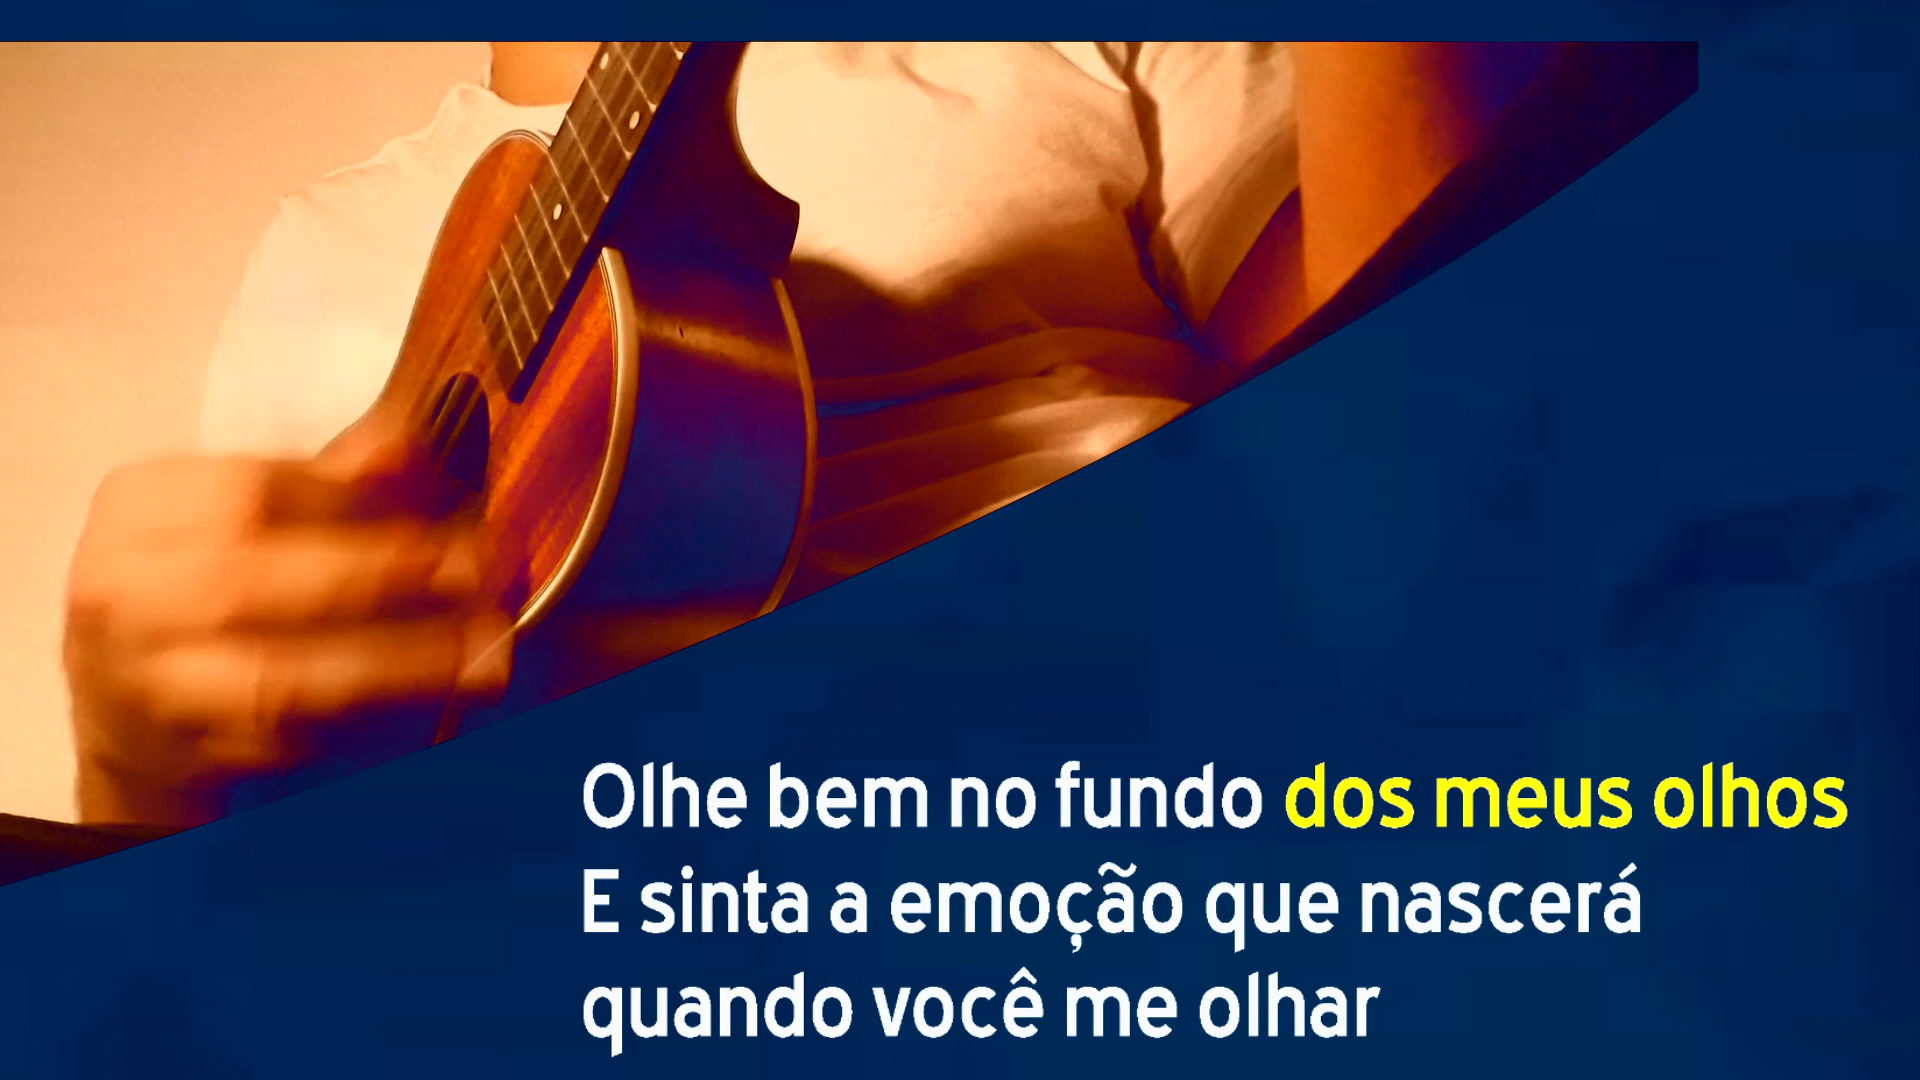 Olhe bem no fundo dos meus olhos
E sinta a emoção que nascerá
quando você me olhar